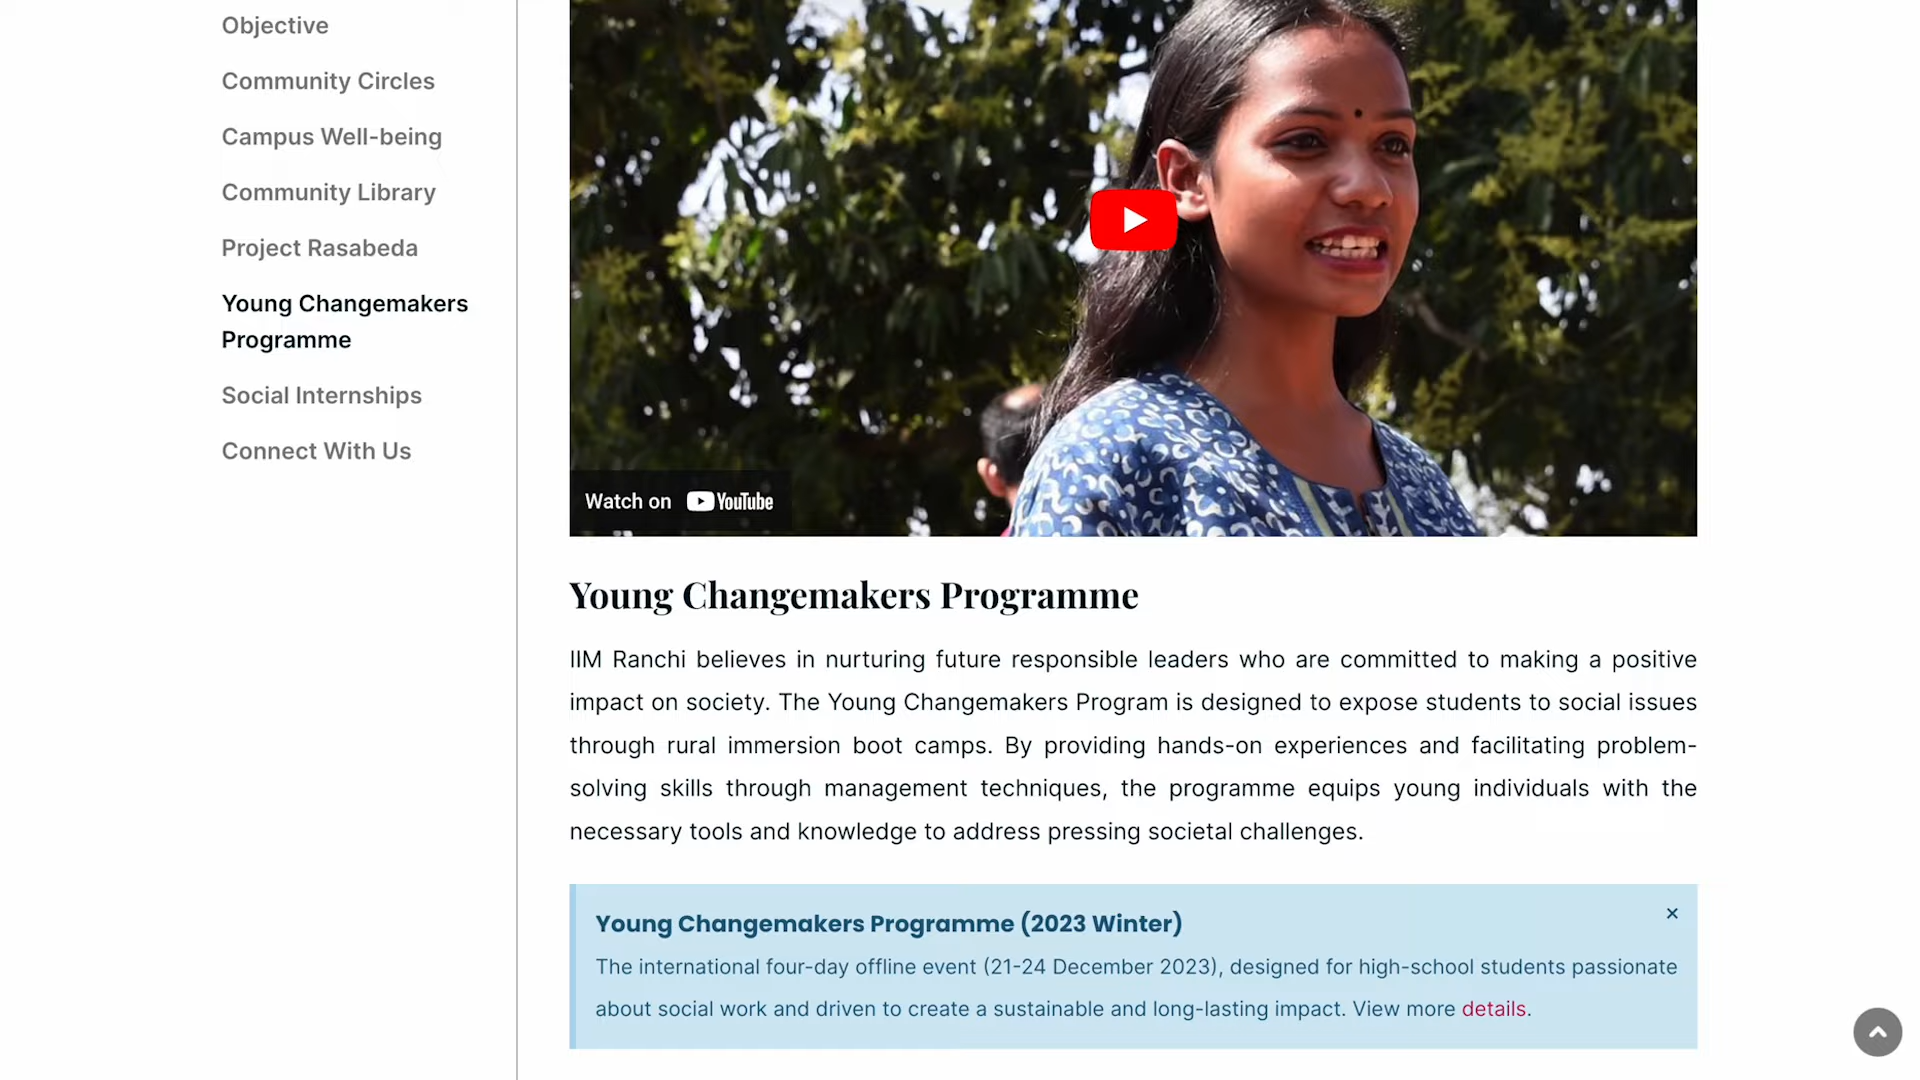 Objective
Community Circles
Campus Well-being
Community Library
Project Rasabeda
Young Changemakers
Programme
Social Internships
Connect With Us
Watch on YouTube
Young Changemakers Programme
IIM Ranchi believes in nurturing future responsible leaders who are committed to making a positive
impact on society. The Young Changemakers Program is designed to expose students to social issues
through rural immersion boot camps. By providing hands-on experiences and facilitating problem-
solving skills through management techniques, the programme equips young individuals with the
necessary tools and knowledge to address pressing societal challenges.
Young Changemakers Programme (2023 Winter)
The international four-day offline event (21-24 December 2023), designed for high-school students passionate
about social work and driven to create a sustainable and long-lasting impact. View more details.